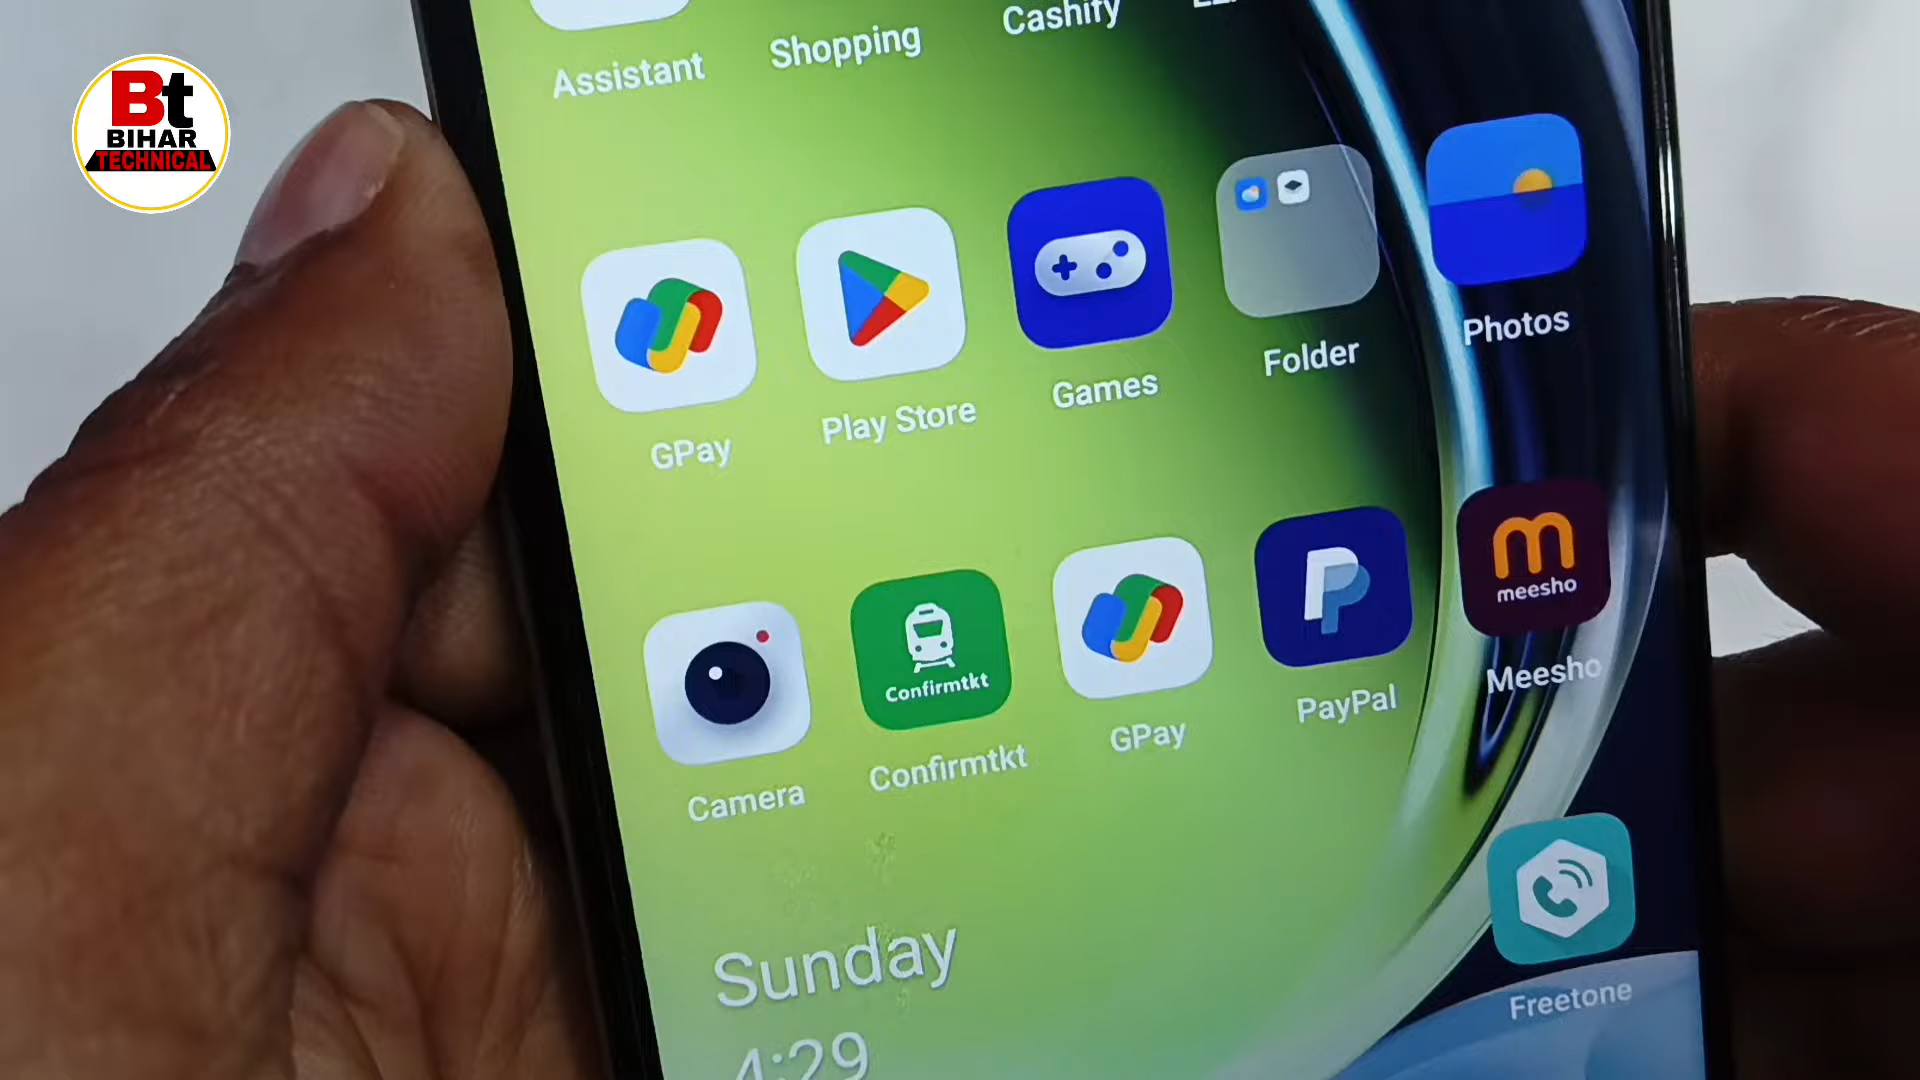 Bt
BIHAR
TECHNICAL
Assistant
Shopping
Cashify
GPay
Play Store
Games
Folder
Photos
Confirmtkt
meesho
Camera
Confirmtkt
GPay
PayPal
Meesho
Sunday
4:29
Freetone